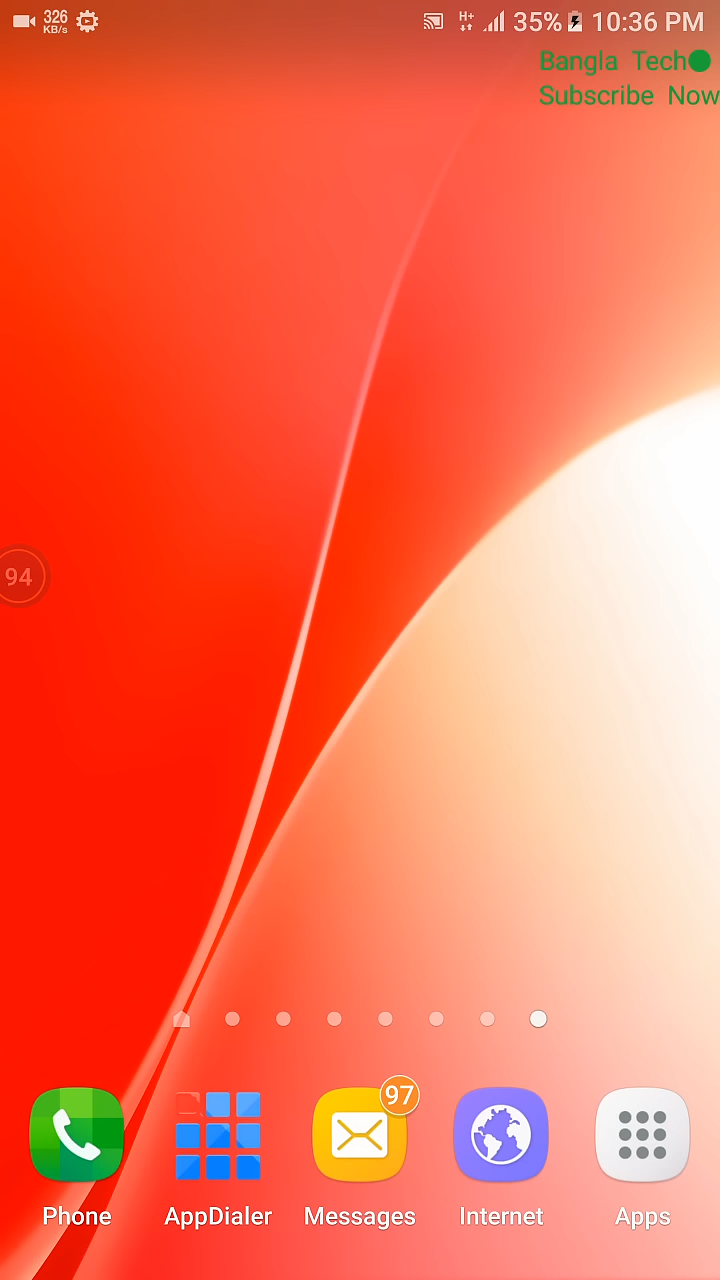 326 KB/s H+ 35% 10:36 PM
Bangla Tech
Subscribe Now
94
97
Phone AppDialer Messages Internet Apps